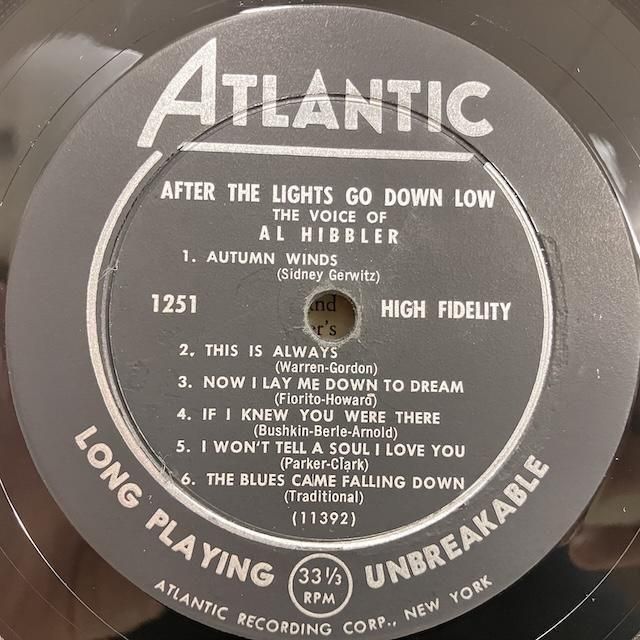 ATLANTIC
AFTER THE LIGHTS GO DOWN LOW
THE VOICE OF
AL HIBBLER
1. AUTUMN WINDS
(Sidney Gerwitz)
1251
HIGH FIDELITY
2. THIS IS ALWAYS
(Warren-Gordon)
3. NOW I LAY ME DOWN TO DREAM
(Fiorito-Howard)
4. IF I KNEW YOU WERE THERE
(Bushkin-Berle-Arnold)
5. I WON'T TELL A SOUL I LOVE YOU
(Parker-Clark)
6. THE BLUES CAME FALLING DOWN
(Traditional)
(11392)
LONG PLAYING
33 1/3
RPM
UNBREAKABLE
ATLANTIC RECORDING CORP., NEW YORK